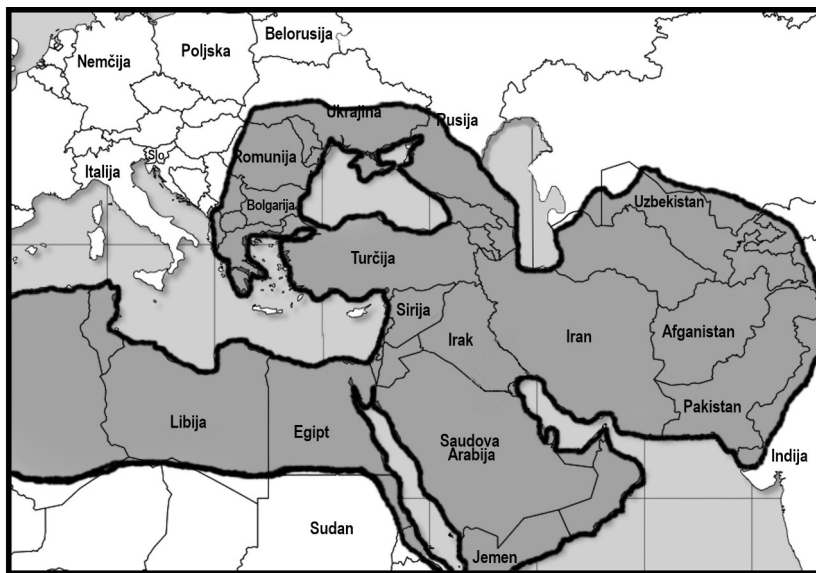 Belorusija
Poljska
Nemčija
Ukrajina
Rusija
Slo
Romunija
Italija
Uzbekistan
Bolgarija
Turčija
Sirija
Irak
Iran
Afganistan
Pakistan
Libija
Egipt
Saudova
Arabija
Indija
Sudan
Jemen